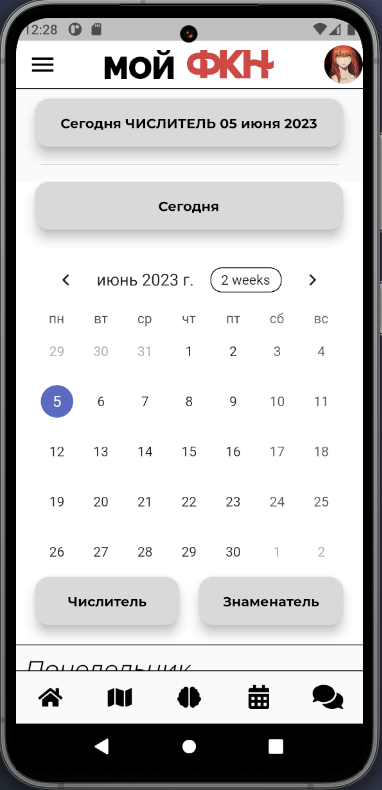 12:28
МОЙ ФКН
Сегодня ЧИСЛИТЕЛЬ 05 июня 2023
Сегодня
июнь 2023 г. 2 weeks
пн вт ср чт пт сб вс
29 30 31 1 2 3 4
5 6 7 8 9 10 11
12 13 14 15 16 17 18
19 20 21 22 23 24 25
26 27 28 29 30 1 2
Числитель Знаменатель
Понедельник